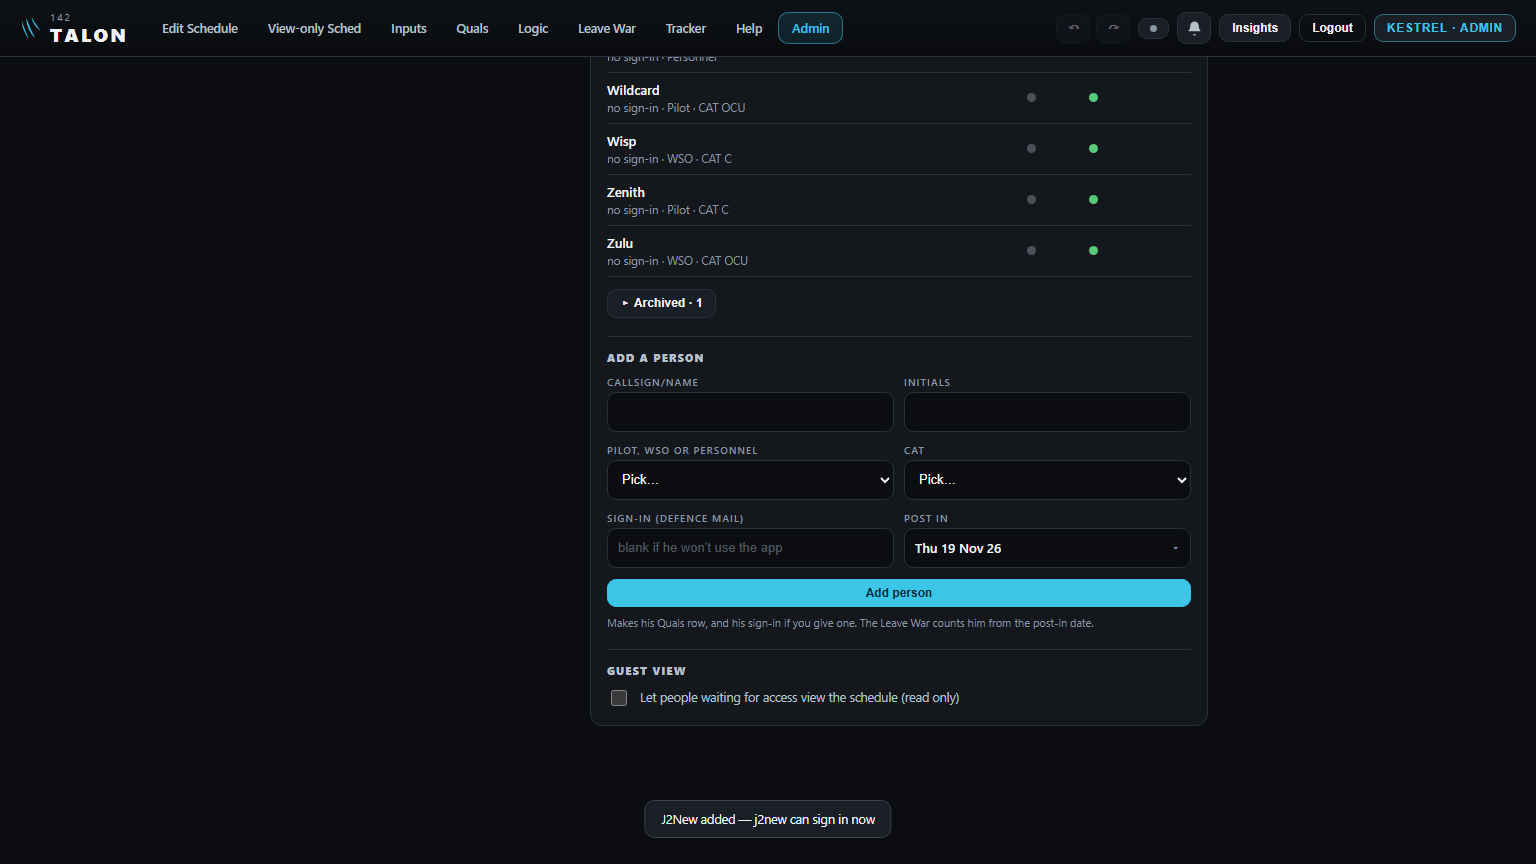 142
TALON
Edit Schedule
View-only Sched
Inputs
Quals
Logic
Leave War
Tracker
Help
Admin
Insights
Logout
KESTREL · ADMIN
no sign-in · Personnel
Wildcard
no sign-in · Pilot · CAT OCU
Wisp
no sign-in · WSO · CAT C
Zenith
no sign-in · Pilot · CAT C
Zulu
no sign-in · WSO · CAT OCU
Archived · 1
ADD A PERSON
CALLSIGN/NAME
INITIALS
PILOT, WSO OR PERSONNEL
CAT
Pick...
Pick...
SIGN-IN (DEFENCE MAIL)
POST IN
blank if he won't use the app
Thu 19 Nov 26
Add person
Makes his Quals row, and his sign-in if you give one. The Leave War counts him from the post-in date.
GUEST VIEW
Let people waiting for access view the schedule (read only)
J2New added — j2new can sign in now